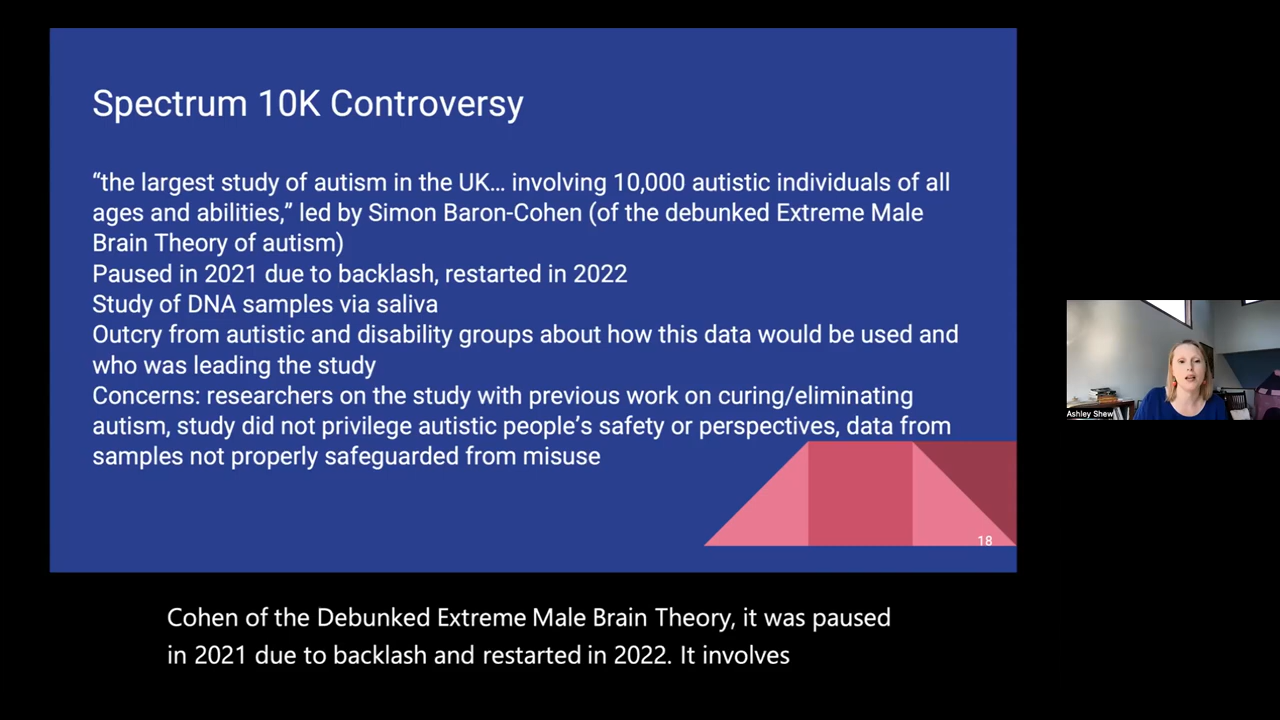 Spectrum 10K Controversy
“the largest study of autism in the UK… involving 10,000 autistic individuals of all
ages and abilities,” led by Simon Baron-Cohen (of the debunked Extreme Male
Brain Theory of autism)
Paused in 2021 due to backlash, restarted in 2022
Study of DNA samples via saliva
Outcry from autistic and disability groups about how this data would be used and
who was leading the study
Concerns: researchers on the study with previous work on curing/eliminating
autism, study did not privilege autistic people’s safety or perspectives, data from
samples not properly safeguarded from misuse
18
Ashley Shew
Cohen of the Debunked Extreme Male Brain Theory, it was paused
in 2021 due to backlash and restarted in 2022. It involves